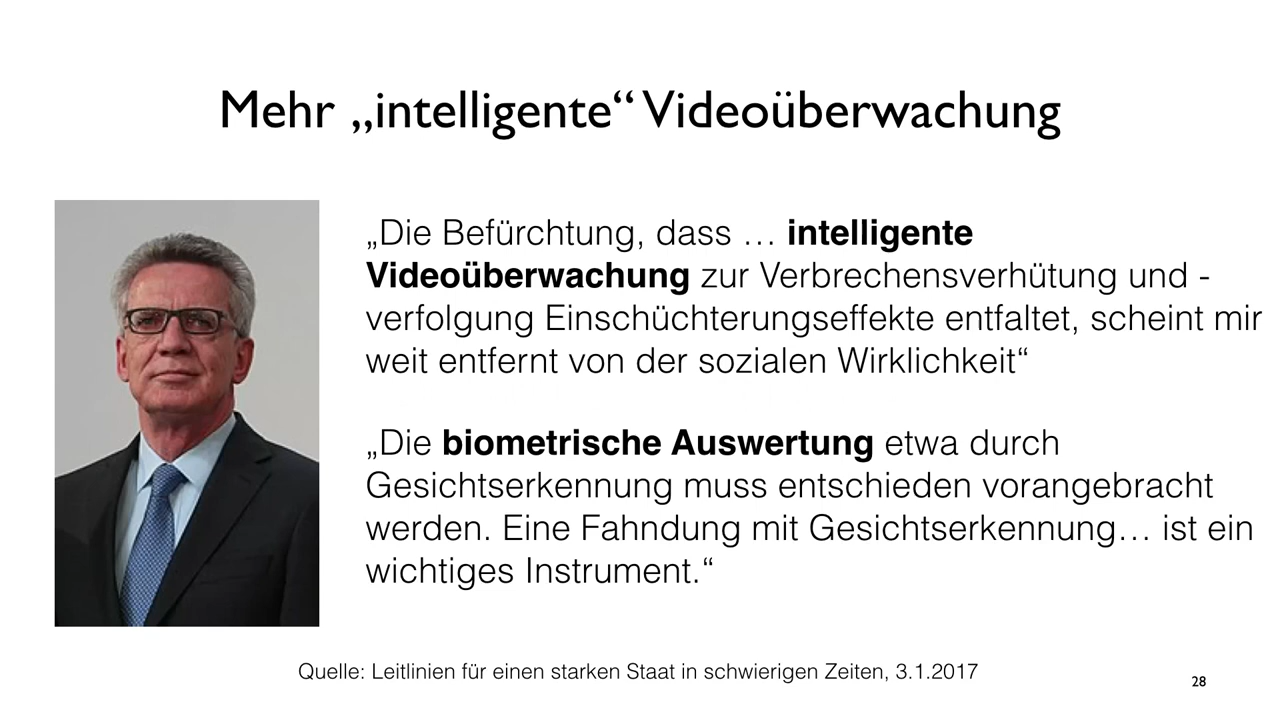 Mehr „intelligente“ Videoüberwachung
„Die Befürchtung, dass … intelligente
Videoüberwachung zur Verbrechensverhütung und -
verfolgung Einschüchterungseffekte entfaltet, scheint mir
weit entfernt von der sozialen Wirklichkeit“
„Die biometrische Auswertung etwa durch
Gesichtserkennung muss entschieden vorangebracht
werden. Eine Fahndung mit Gesichtserkennung… ist ein
wichtiges Instrument.“
Quelle: Leitlinien für einen starken Staat in schwierigen Zeiten, 3.1.2017
28